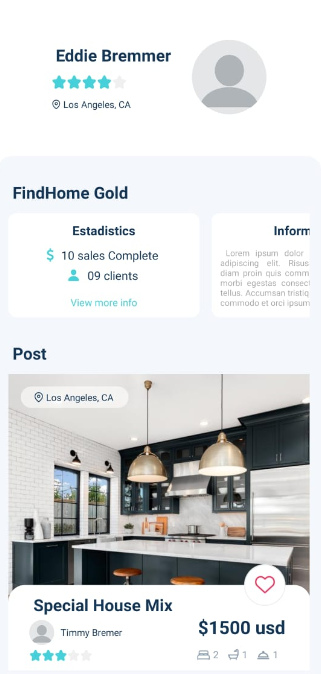 Eddie Bremmer
Los Angeles, CA
FindHome Gold
Estadistics
10 sales Complete
09 clients
View more info
Inform
Lorem ipsum dolor
adipiscing elit. Risus
diam proin quis comm
morbi egestas consect
tellus. Accumsan tristiq
commodo et orci ipsum
Post
Los Angeles, CA
Special House Mix
Timmy Bremer
$1500 usd
2 1 1